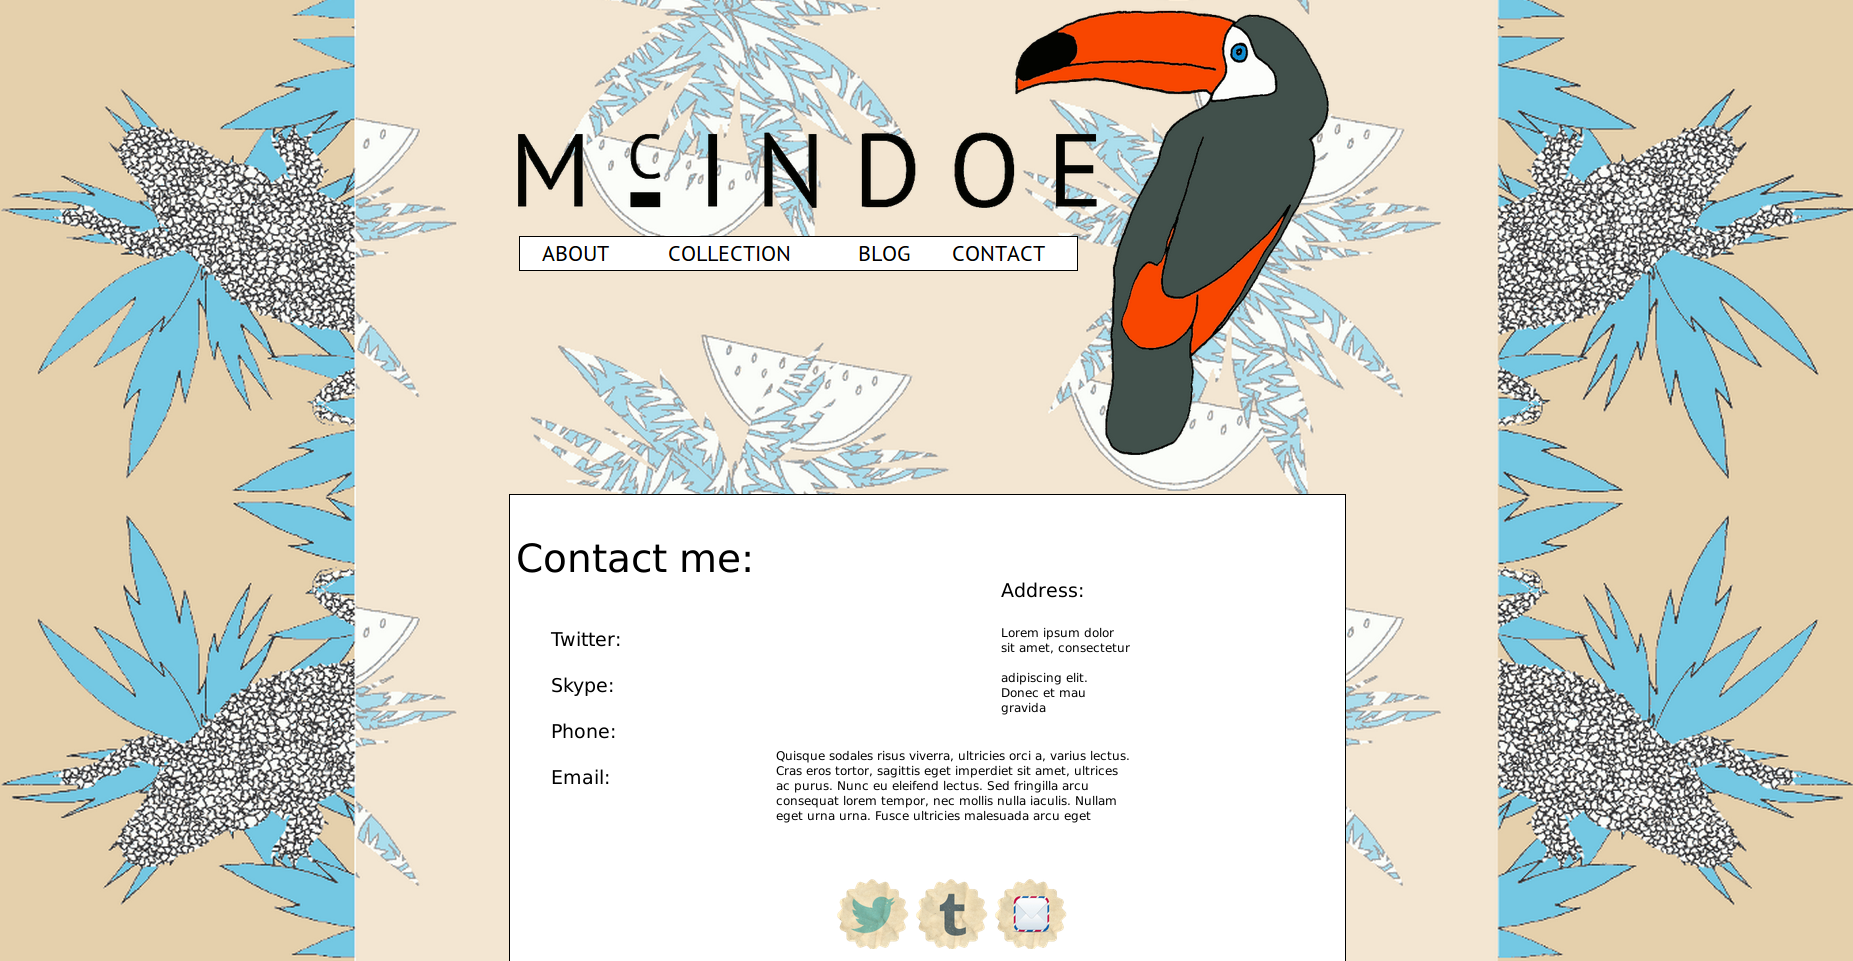 McINDOE
ABOUT COLLECTION BLOG CONTACT
Contact me:
Twitter:
Skype:
Phone:
Email:
Address:
Lorem ipsum dolor
sit amet, consectetur
adipiscing elit.
Donec et mau
gravida
Quisque sodales risus viverra, ultricies orci a, varius lectus.
Cras eros tortor, sagittis eget imperdiet sit amet, ultrices
ac purus. Nunc eu eleifend lectus. Sed fringilla arcu
consequat lorem tempor, nec mollis nulla iaculis. Nullam
eget urna urna. Fusce ultricies malesuada arcu eget
t